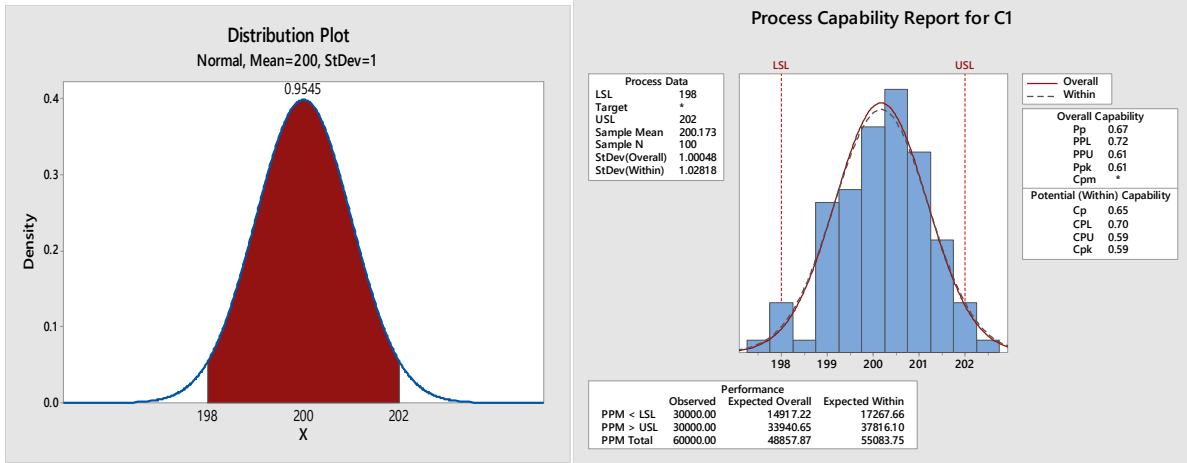 Distribution Plot
Normal, Mean=200, StDev=1
0.9545
0.4
0.3
0.2
0.1
0.0
Density
198 200 202
X
Process Capability Report for C1
LSL USL
Process Data
LSL 198
Target *
USL 202
Sample Mean 200.173
Sample N 100
StDev(Overall) 1.00048
StDev(Within) 1.02818
198 199 200 201 202
Overall
Within
Overall Capability
Pp 0.67
PPL 0.72
PPU 0.61
Ppk 0.61
Cpm *
Potential (Within) Capability
Cp 0.65
CPL 0.70
CPU 0.59
Cpk 0.59
Performance
Observed Expected Overall Expected Within
PPM < LSL 30000.00 14917.22 17267.66
PPM > USL 30000.00 33940.65 37816.10
PPM Total 60000.00 48857.87 55083.75